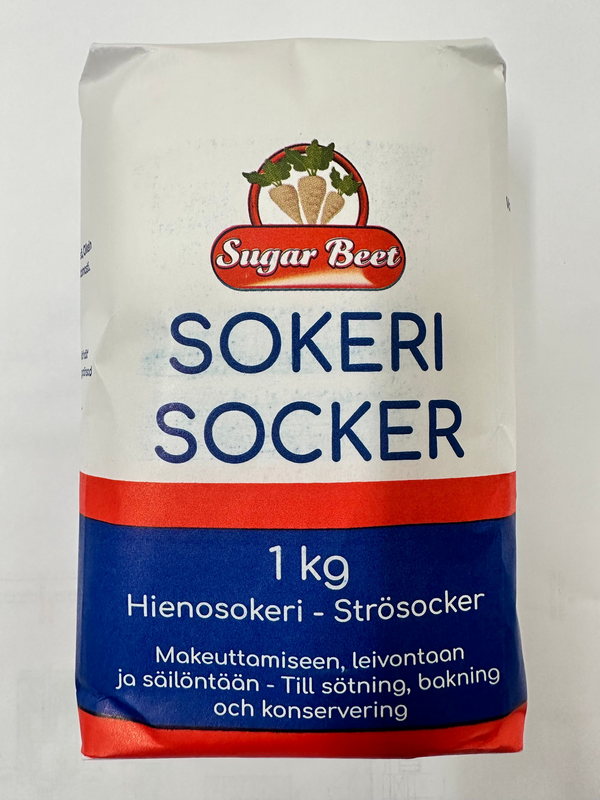 Sugar Beet
SOKERI
SOCKER
1 kg
Hienosokeri - Strösocker
Makeuttamiseen, leivontaan
ja säilöntään - Till sötning, bakning
och konservering